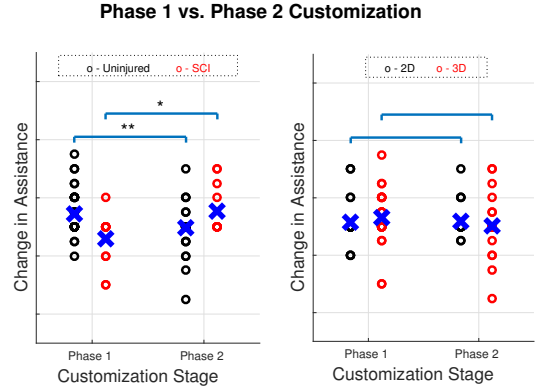 Phase 1 vs. Phase 2 Customization
o - Uninjured o - SCI
*
**
Change in Assistance
Phase 1 Phase 2
Customization Stage
o - 2D o - 3D
Change in Assistance
Phase 1 Phase 2
Customization Stage